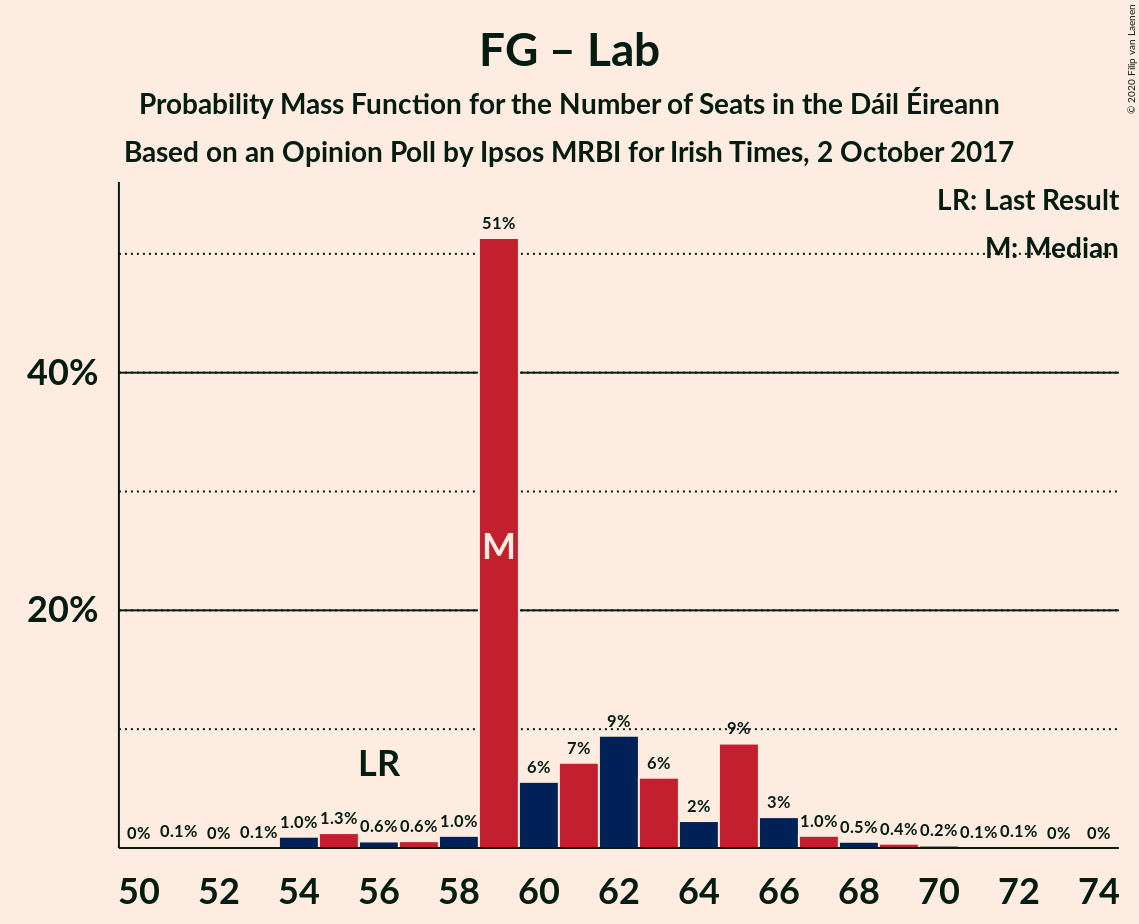 FG – Lab
Probability Mass Function for the Number of Seats in the Dáil Éireann
Based on an Opinion Poll by Ipsos MRBI for Irish Times, 2 October 2017
© 2020 Filip van Laenen
LR: Last Result
M: Median
40%
20%
0% 0.1% 0% 0.1% 1.0% 1.3% 0.6% 0.6% 1.0% 51% 6% 7% 9% 6% 2% 9% 3% 1.0% 0.5% 0.4% 0.2% 0.1% 0.1% 0% 0%
LR
M
50 52 54 56 58 60 62 64 66 68 70 72 74